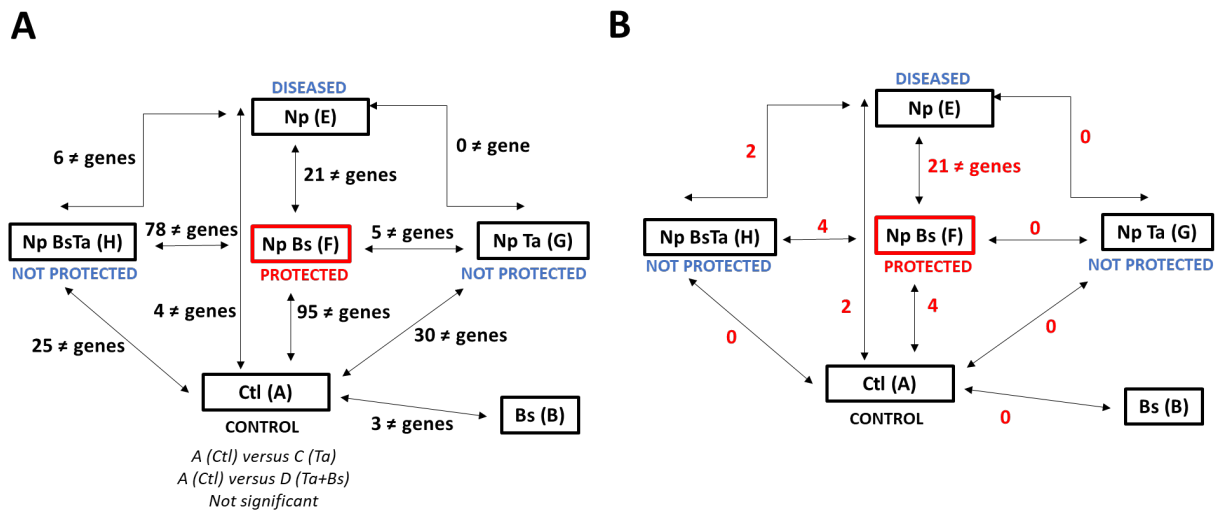 A
DISEASED
Np (E)
6 ≠ genes
0 ≠ gene
21 ≠ genes
Np BsTa (H)
NOT PROTECTED
78 ≠ genes
Np Bs (F)
PROTECTED
5 ≠ genes
Np Ta (G)
NOT PROTECTED
4 ≠ genes
95 ≠ genes
30 ≠ genes
25 ≠ genes
Ctl (A)
CONTROL
3 ≠ genes
Bs (B)
A (Ctl) versus C (Ta)
A (Ctl) versus D (Ta+Bs)
Not significant
B
DISEASED
Np (E)
2
0
21 ≠ genes
Np BsTa (H)
NOT PROTECTED
4
Np Bs (F)
PROTECTED
0
Np Ta (G)
NOT PROTECTED
2
4
0
0
Ctl (A)
CONTROL
0
Bs (B)